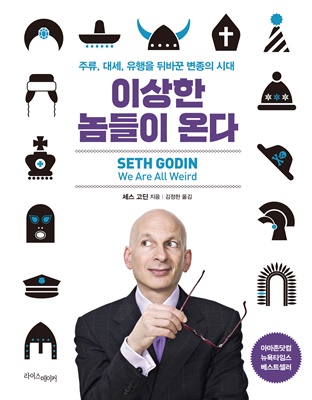 주류, 대세, 유행을 뒤바꾼 변종의 시대
이상한
놈들이 온다
SETH GODIN
We Are All Weird
세스 고딘 지음 | 김정한 옮김
아마존닷컴
뉴욕타임스
베스트셀러
라이스메이커